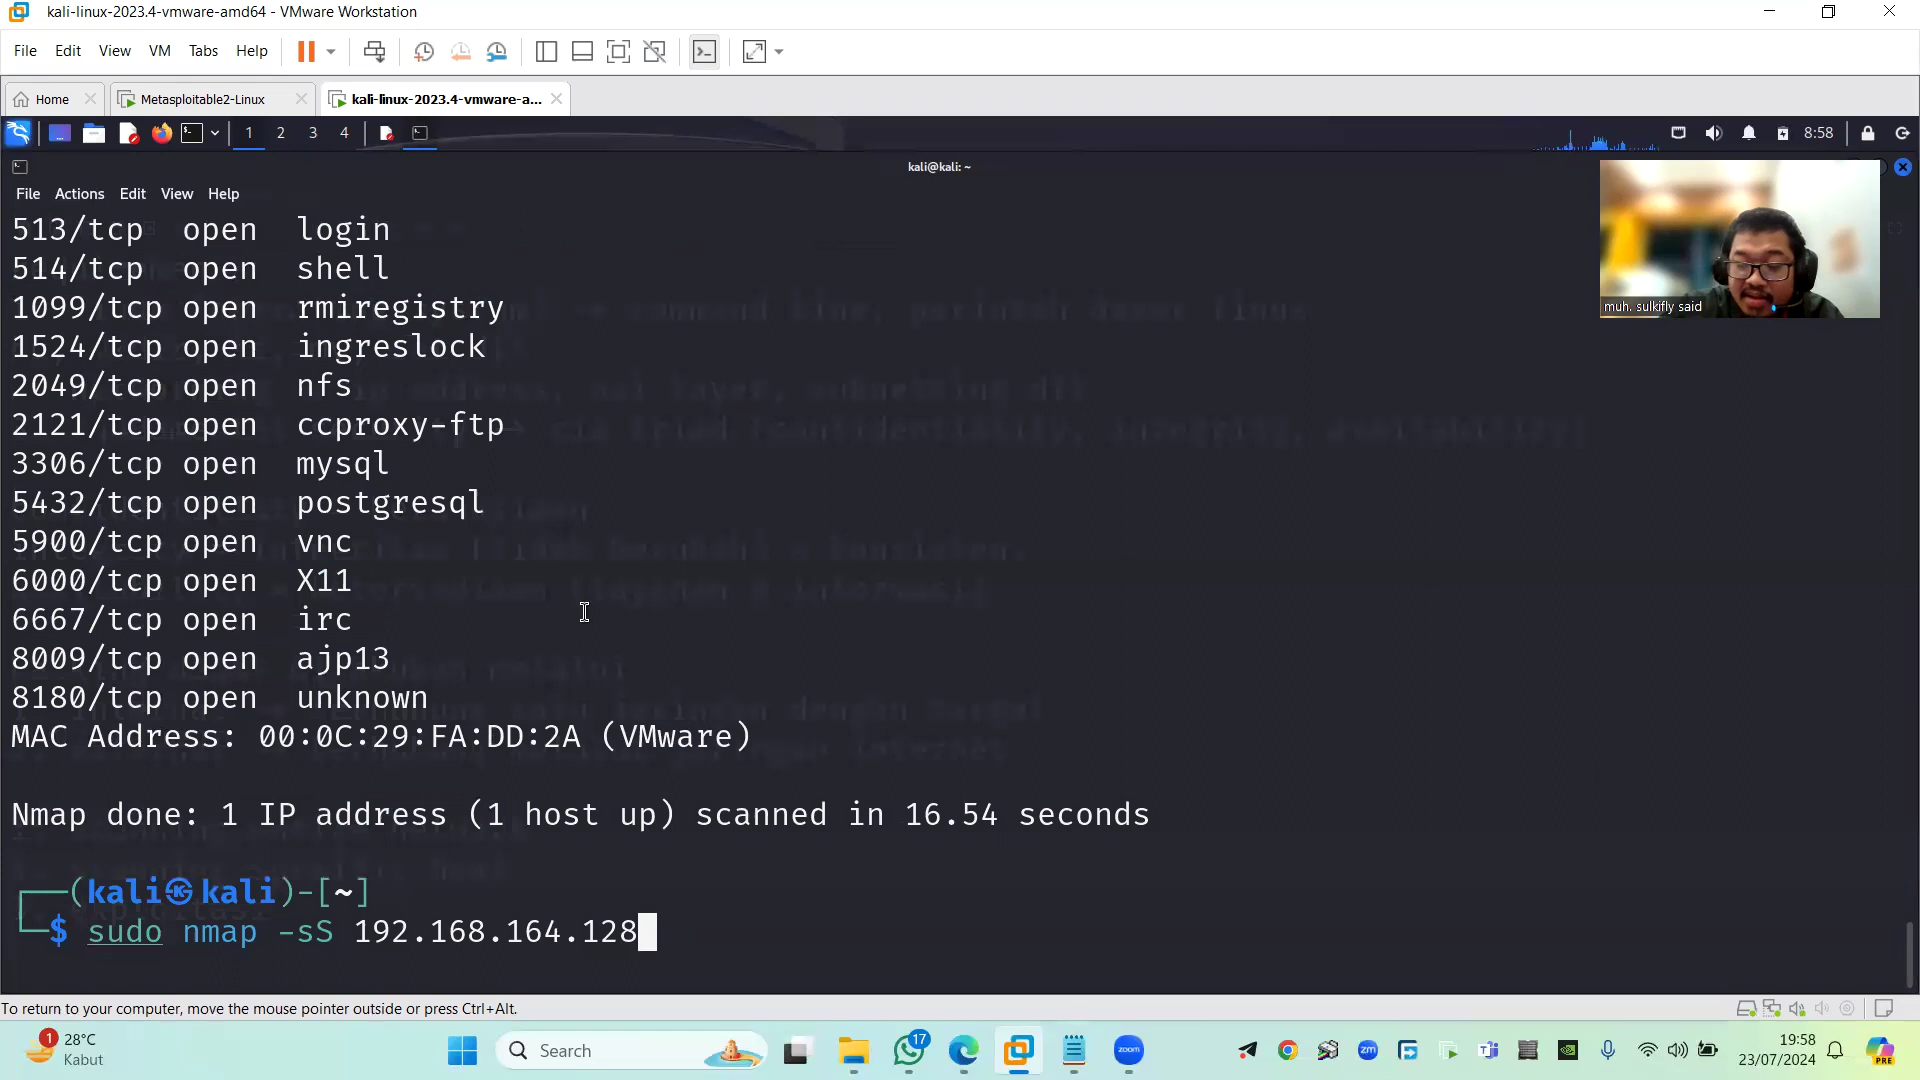 kali-linux-2023.4-vmware-amd64 - VMware Workstation
File Edit View VM Tabs Help
Home Metasploitable2-Linux kali-linux-2023.4-vmware-a...
1 2 3 4 8:58
kali@kali: ~
File Actions Edit View Help
513/tcp open login
514/tcp open shell
1099/tcp open rmiregistry
1524/tcp open ingreslock
2049/tcp open nfs
2121/tcp open ccproxy-ftp
3306/tcp open mysql
5432/tcp open postgresql
5900/tcp open vnc
6000/tcp open X11
6667/tcp open irc
8009/tcp open ajp13
8180/tcp open unknown
MAC Address: 00:0C:29:FA:DD:2A (VMware)
Nmap done: 1 IP address (1 host up) scanned in 16.54 seconds
(kali㉿kali)-[~]
$ sudo nmap -sS 192.168.164.128
muh. sulkifly said
To return to your computer, move the mouse pointer outside or press Ctrl+Alt.
1 28°C
Kabut
Search
17
zoom
zm
19:58
23/07/2024
PRE